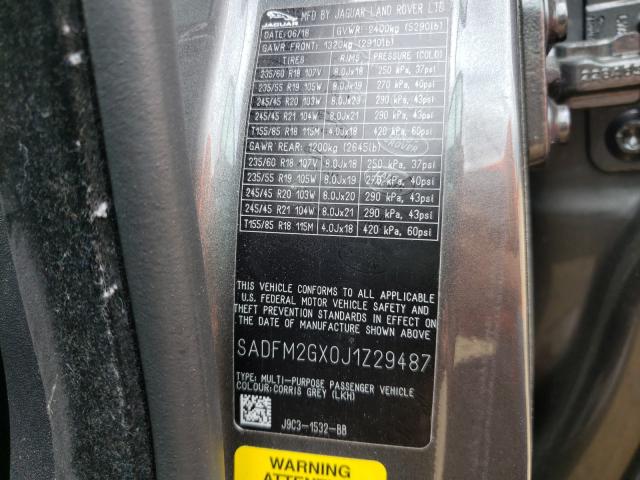 JAGUAR
MFD BY JAGUAR LAND ROVER LTD
DATE: 06/18 GVWR: 2400kg (5290lb)
GAWR FRONT: 1320kg (2910lb)
TIRES RIMS PRESSURE (COLD)
235/60 R18 107V 8.0Jx18 250 kPa, 37psi
235/55 R19 105W 8.0Jx19 270 kPa, 40psi
245/45 R20 103W 8.0Jx20 290 kPa, 43psi
245/45 R21 104W 8.0Jx21 290 kPa, 43psi
T155/85 R18 115M 4.0Jx18 420 kPa, 60psi
GAWR REAR: 1200kg (2645lb)
235/60 R18 107V 8.0Jx18 250 kPa, 37psi
235/55 R19 105W 8.0Jx19 270 kPa, 40psi
245/45 R20 103W 8.0Jx20 290 kPa, 43psi
245/45 R21 104W 8.0Jx21 290 kPa, 43psi
T155/85 R18 115M 4.0Jx18 420 kPa, 60psi
THIS VEHICLE CONFORMS TO ALL APPLICABLE
U.S. FEDERAL MOTOR VEHICLE SAFETY AND
THEFT PREVENTION STANDARDS IN EFFECT ON
THE DATE OF MANUFACTURE SHOWN ABOVE.
SADFM2GX0J1Z29487
TYPE: MULTI-PURPOSE PASSENGER VEHICLE
COLOUR: CORRIS GREY (LKH)
J9C3-1532-BB
WARNING
ATTENTION